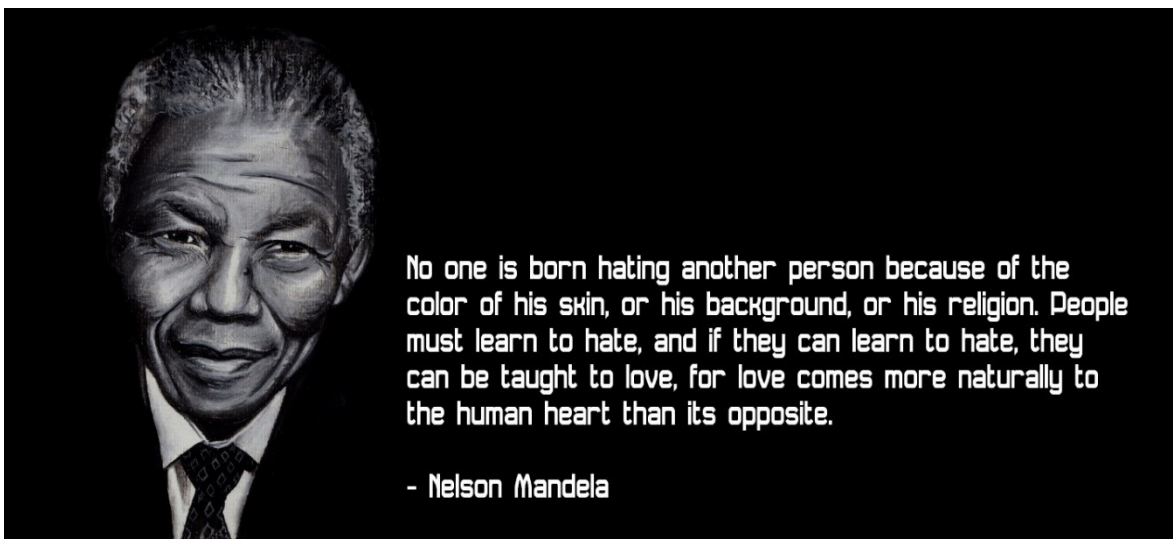 No one is born hating another person because of the
color of his skin, or his background, or his religion. People
must learn to hate, and if they can learn to hate, they
can be taught to love, for love comes more naturally to
the human heart than its opposite.
- Nelson Mandela